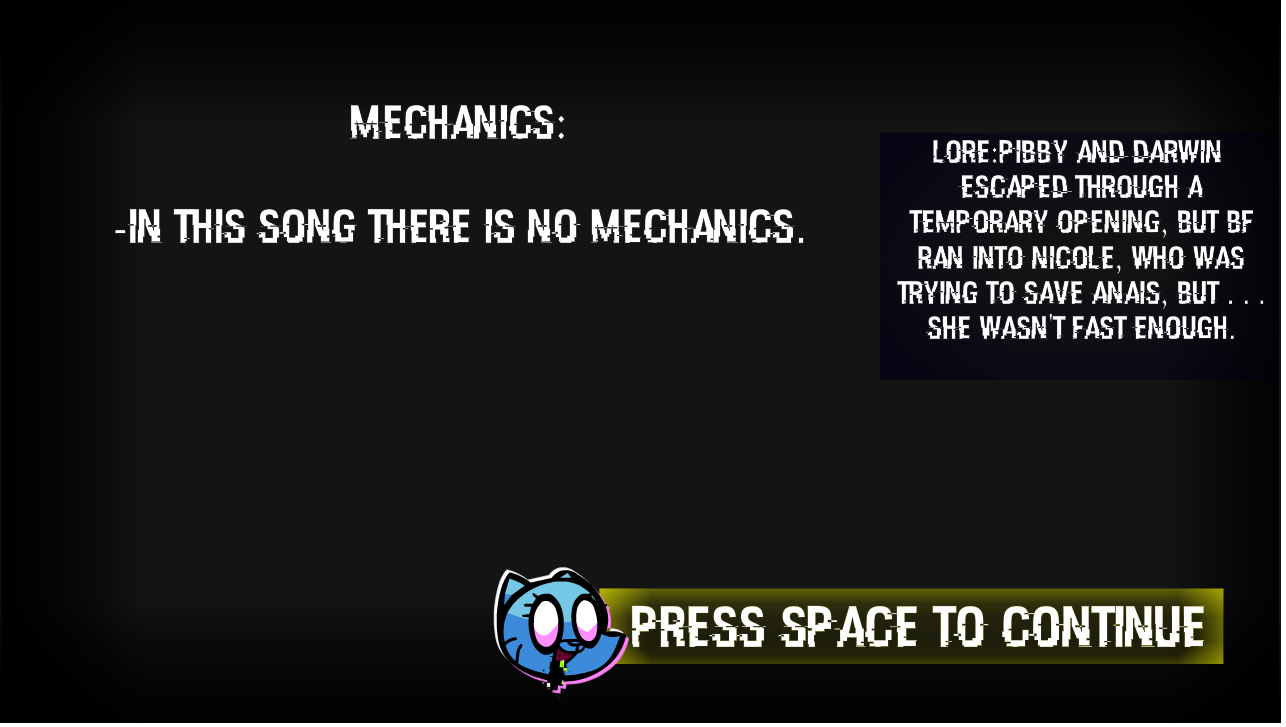 MECHANICS:
-IN THIS SONG THERE IS NO MECHANICS.
LORE:PIBBY AND DARWIN
ESCAPED THROUGH A
TEMPORARY OPENING, BUT BF
RAN INTO NICOLE, WHO WAS
TRYING TO SAVE ANAIS, BUT . . .
SHE WASN'T FAST ENOUGH.
PRESS SPACE TO CONTINUE